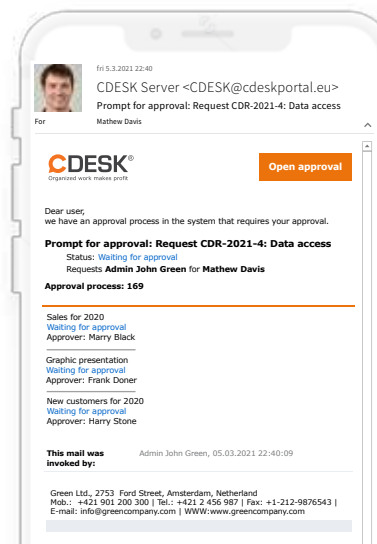 fri 5.3.2021 22:40
CDESK Server <CDESK@cdeskportal.eu>
Prompt for approval: Request CDR-2021-4: Data access
For Mathew Davis
CDESK®
Organized work makes profit
Open approval
Dear user,
we have an approval process in the system that requires your approval.
Prompt for approval: Request CDR-2021-4: Data access
Status: Waiting for approval
Requests Admin John Green for Mathew Davis
Approval process: 169
Sales for 2020
Waiting for approval
Approver: Marry Black
Graphic presentation
Waiting for approval
Approver: Frank Doner
New customers for 2020
Waiting for approval
Approver: Harry Stone
This mail was Admin John Green, 05.03.2021 22:40:09
invoked by:
Green Ltd., 2753 Ford Street, Amsterdam, Netherland
Mob.: +421 901 200 300 | Tel.: +421 2 456 987 | Fax: +1-212-9876543 |
E-mail: info@greencompany.com | WWW:www.greencompany.com